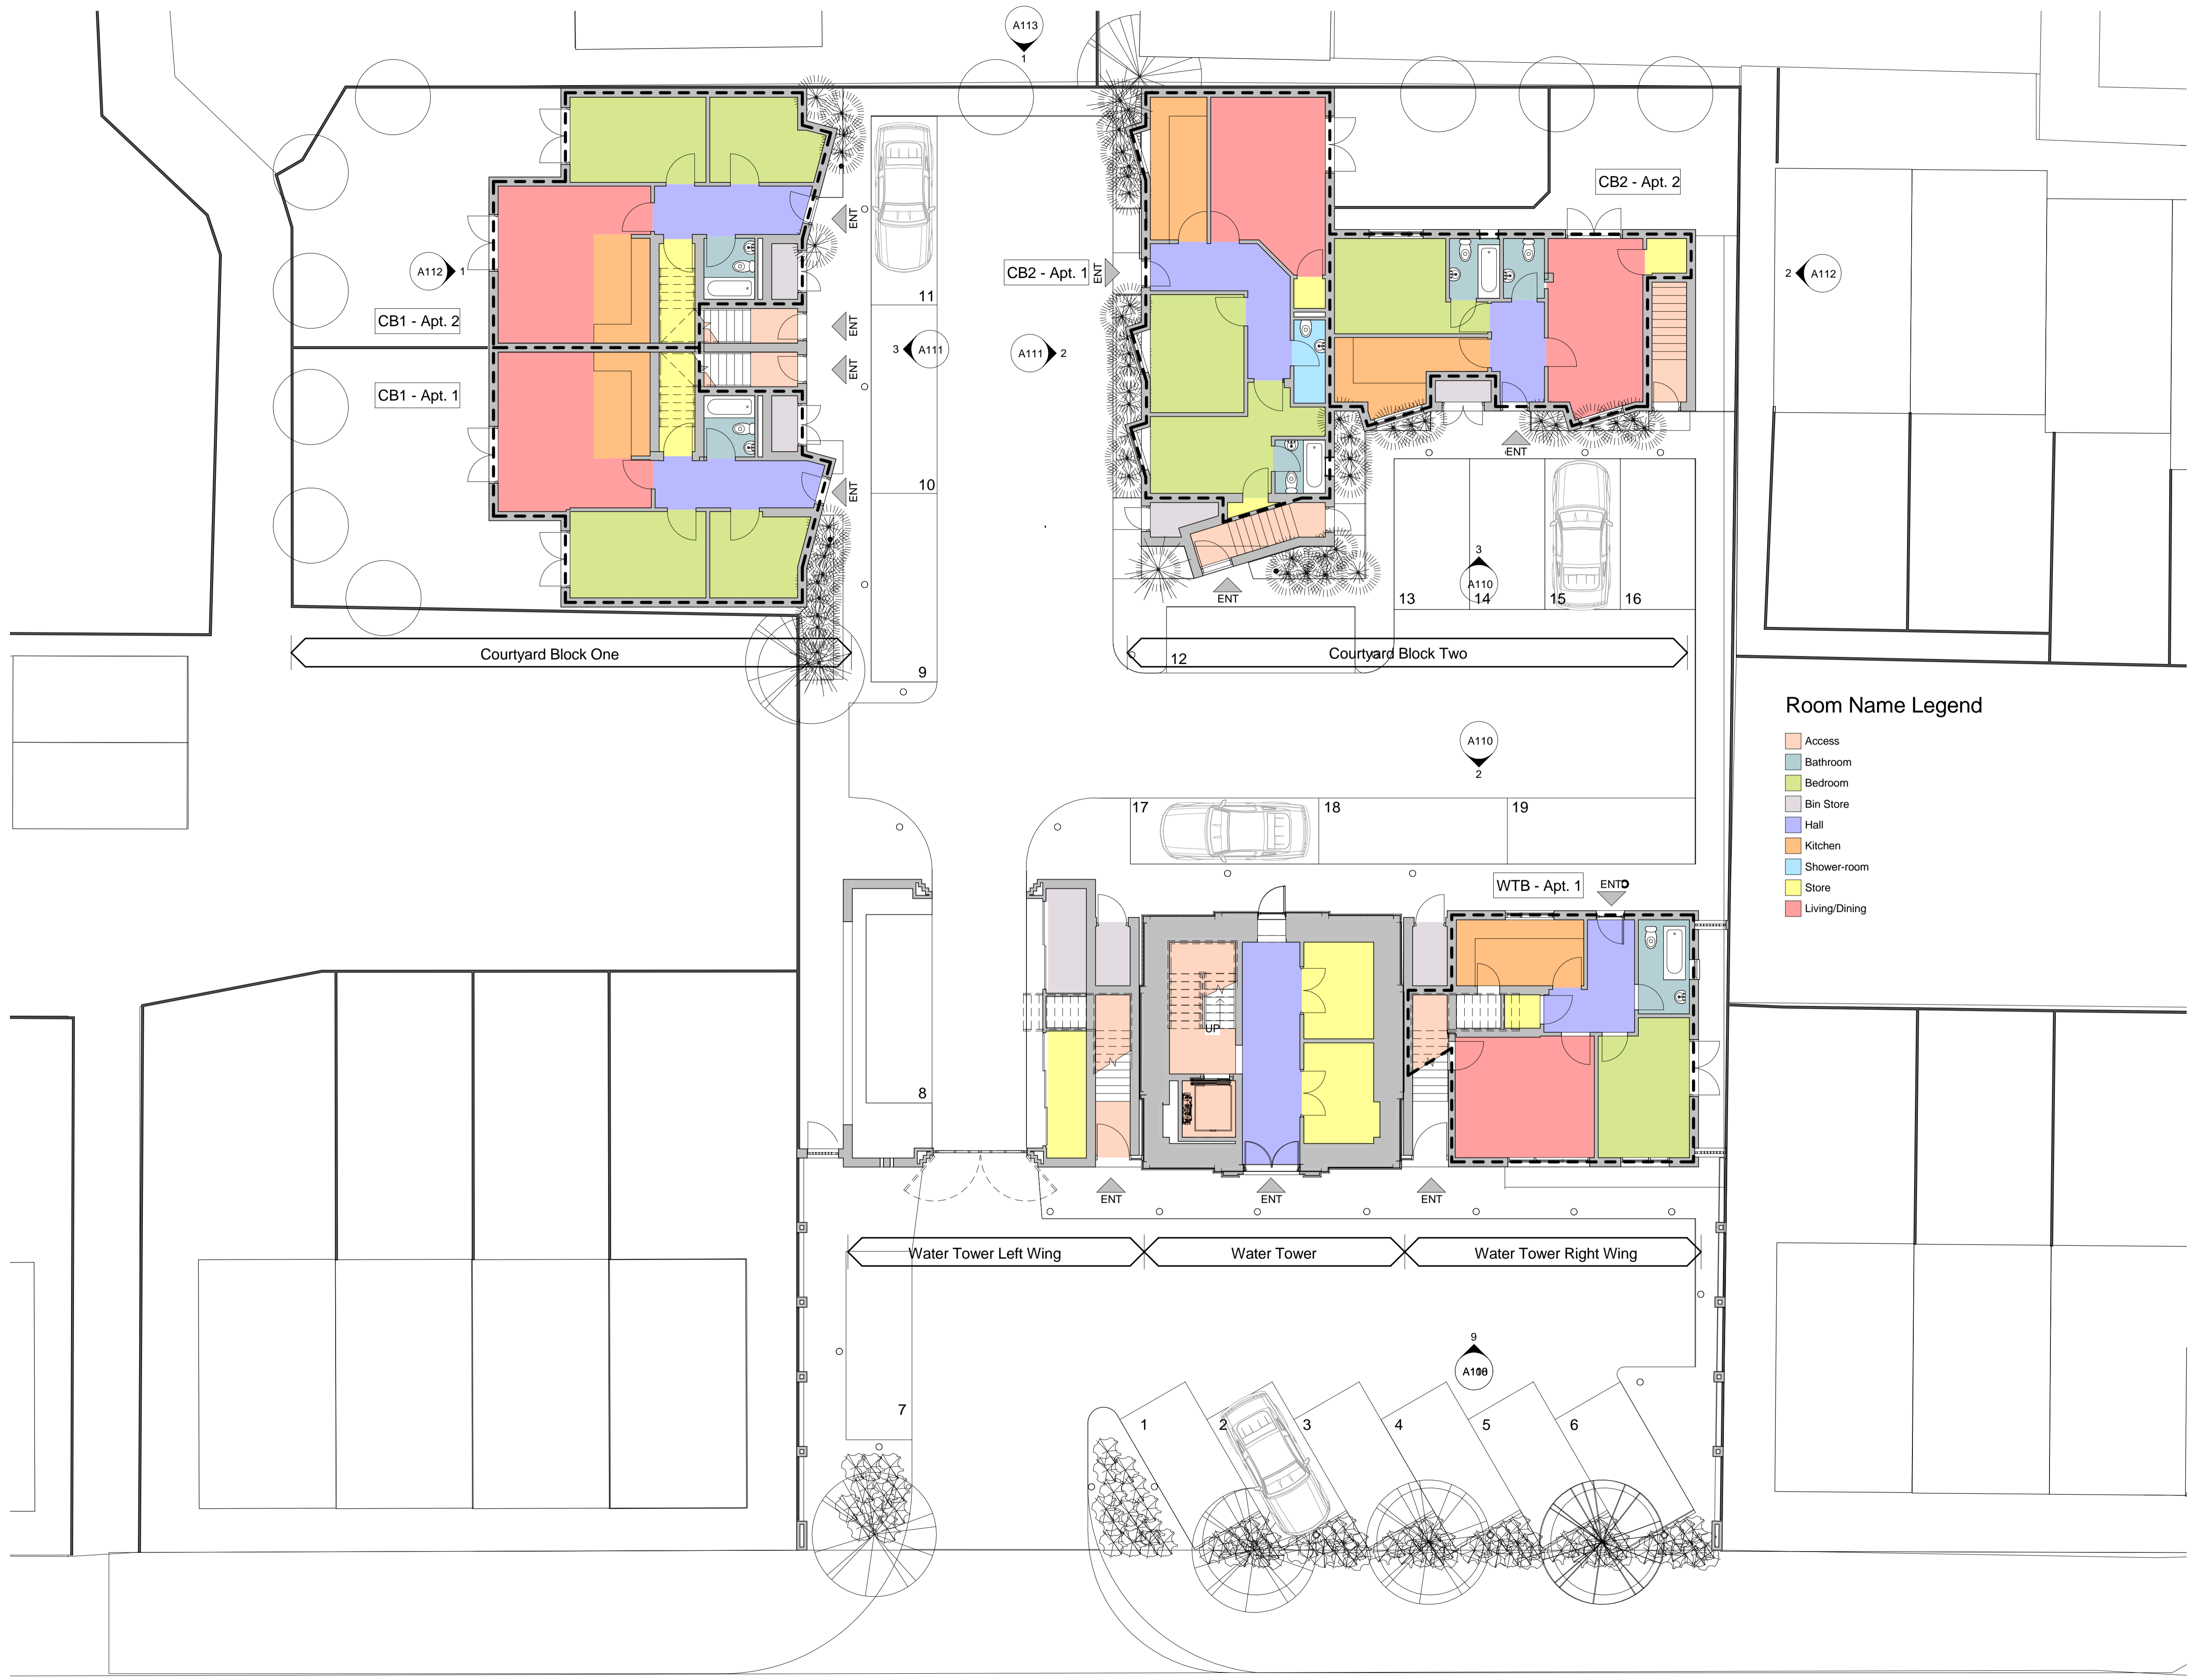 A113
1
CB2 - Apt. 2
ENT
A112
1
CB2 - Apt. 1
ENT
2
A112
11
CB1 - Apt. 2
ENT
3
A111
A111
2
ENT
CB1 - Apt. 1
ENT
ENT
10
ENT
3
A110
13
14
15
16
Courtyard Block One
12
Courtyard Block Two
9
Room Name Legend
Access
Bathroom
Bedroom
Bin Store
Hall
Kitchen
Shower-room
Store
Living/Dining
A110
2
17
18
19
WTB - Apt. 1
ENT
UP
8
ENT
ENT
ENT
Water Tower Left Wing
Water Tower
Water Tower Right Wing
9
7
1
2
3
4
5
6